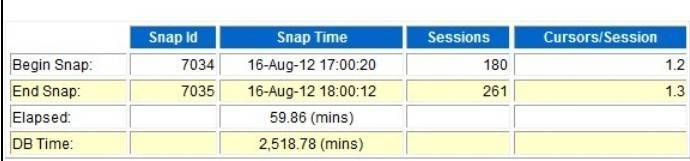 Snap Id Snap Time Sessions Cursors/Session
Begin Snap: 7034 16-Aug-12 17:00:20 180 1.2
End Snap: 7035 16-Aug-12 18:00:12 261 1.3
Elapsed: 59.86 (mins)
DB Time: 2,518.78 (mins)